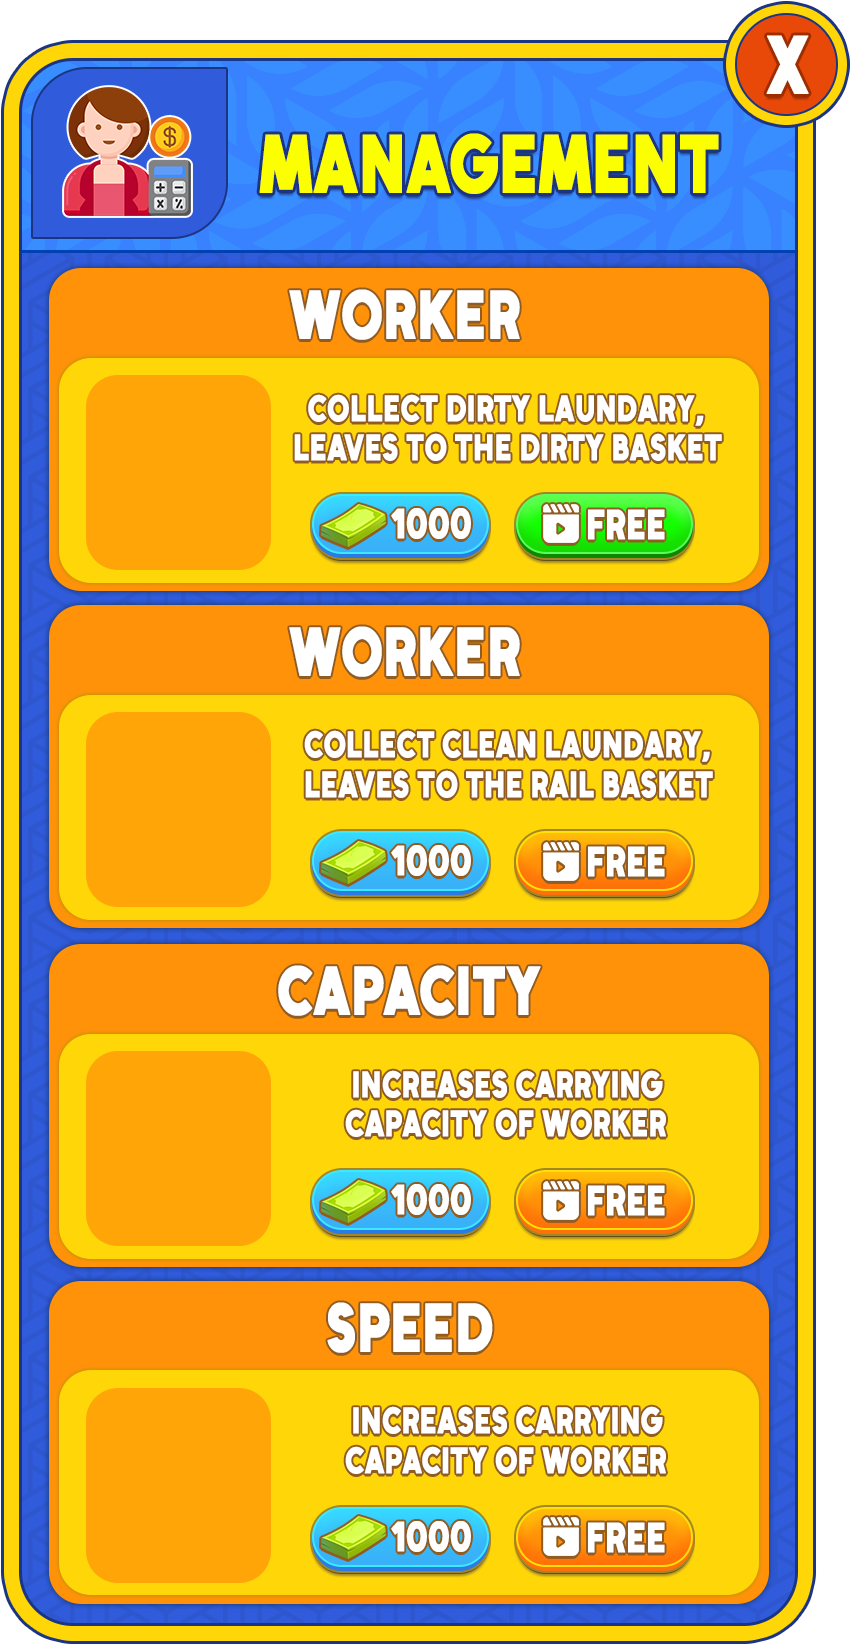 X
$
MANAGEMENT
+ −
x %
WORKER
COLLECT DIRTY LAUNDARY,
LEAVES TO THE DIRTY BASKET
1000 FREE
WORKER
COLLECT CLEAN LAUNDARY,
LEAVES TO THE RAIL BASKET
1000 FREE
CAPACITY
INCREASES CARRYING
CAPACITY OF WORKER
1000 FREE
SPEED
INCREASES CARRYING
CAPACITY OF WORKER
1000 FREE